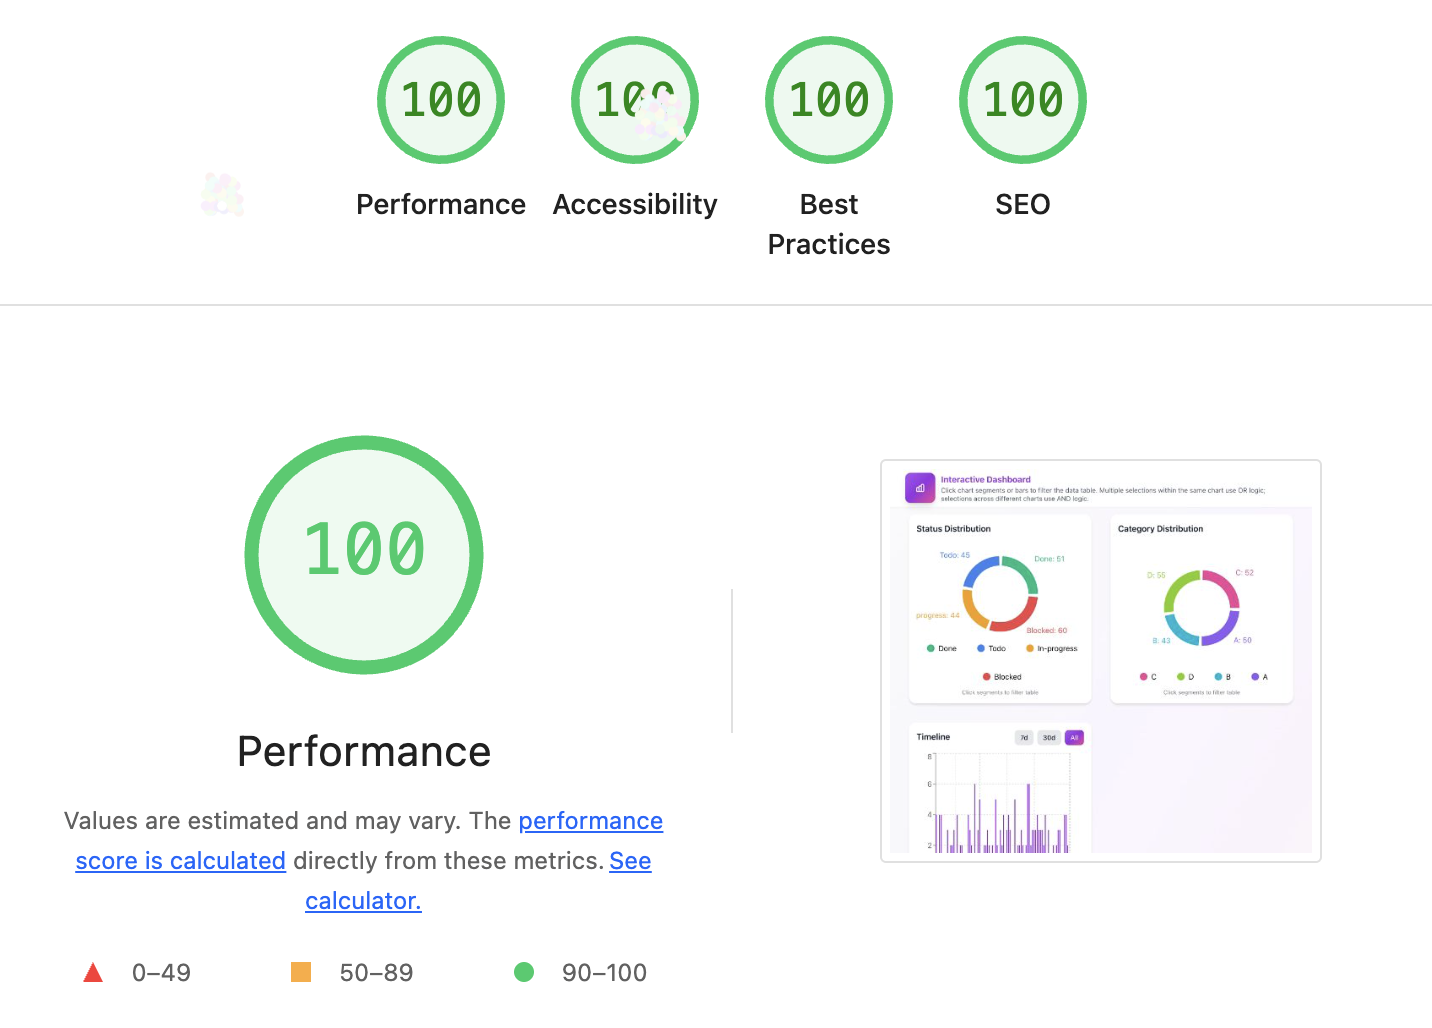 100
100
100
100
Performance
Accessibility
Best
Practices
SEO
100
Performance
Values are estimated and may vary. The performance
score is calculated directly from these metrics. See
calculator.
0–49
50–89
90–100
Interactive Dashboard
Click chart segments or bars to filter the data table. Multiple selections within the same chart use OR logic;
selections across different charts use AND logic.
Status Distribution
Todo: 45
Done: 51
progress: 44
Blocked: 60
Done
Todo
In-progress
Blocked
Click segments to filter table
Category Distribution
D: 55
C: 52
B: 43
A: 50
C
D
B
A
Click segments to filter table
Timeline
7d
30d
All
8
6
4
2